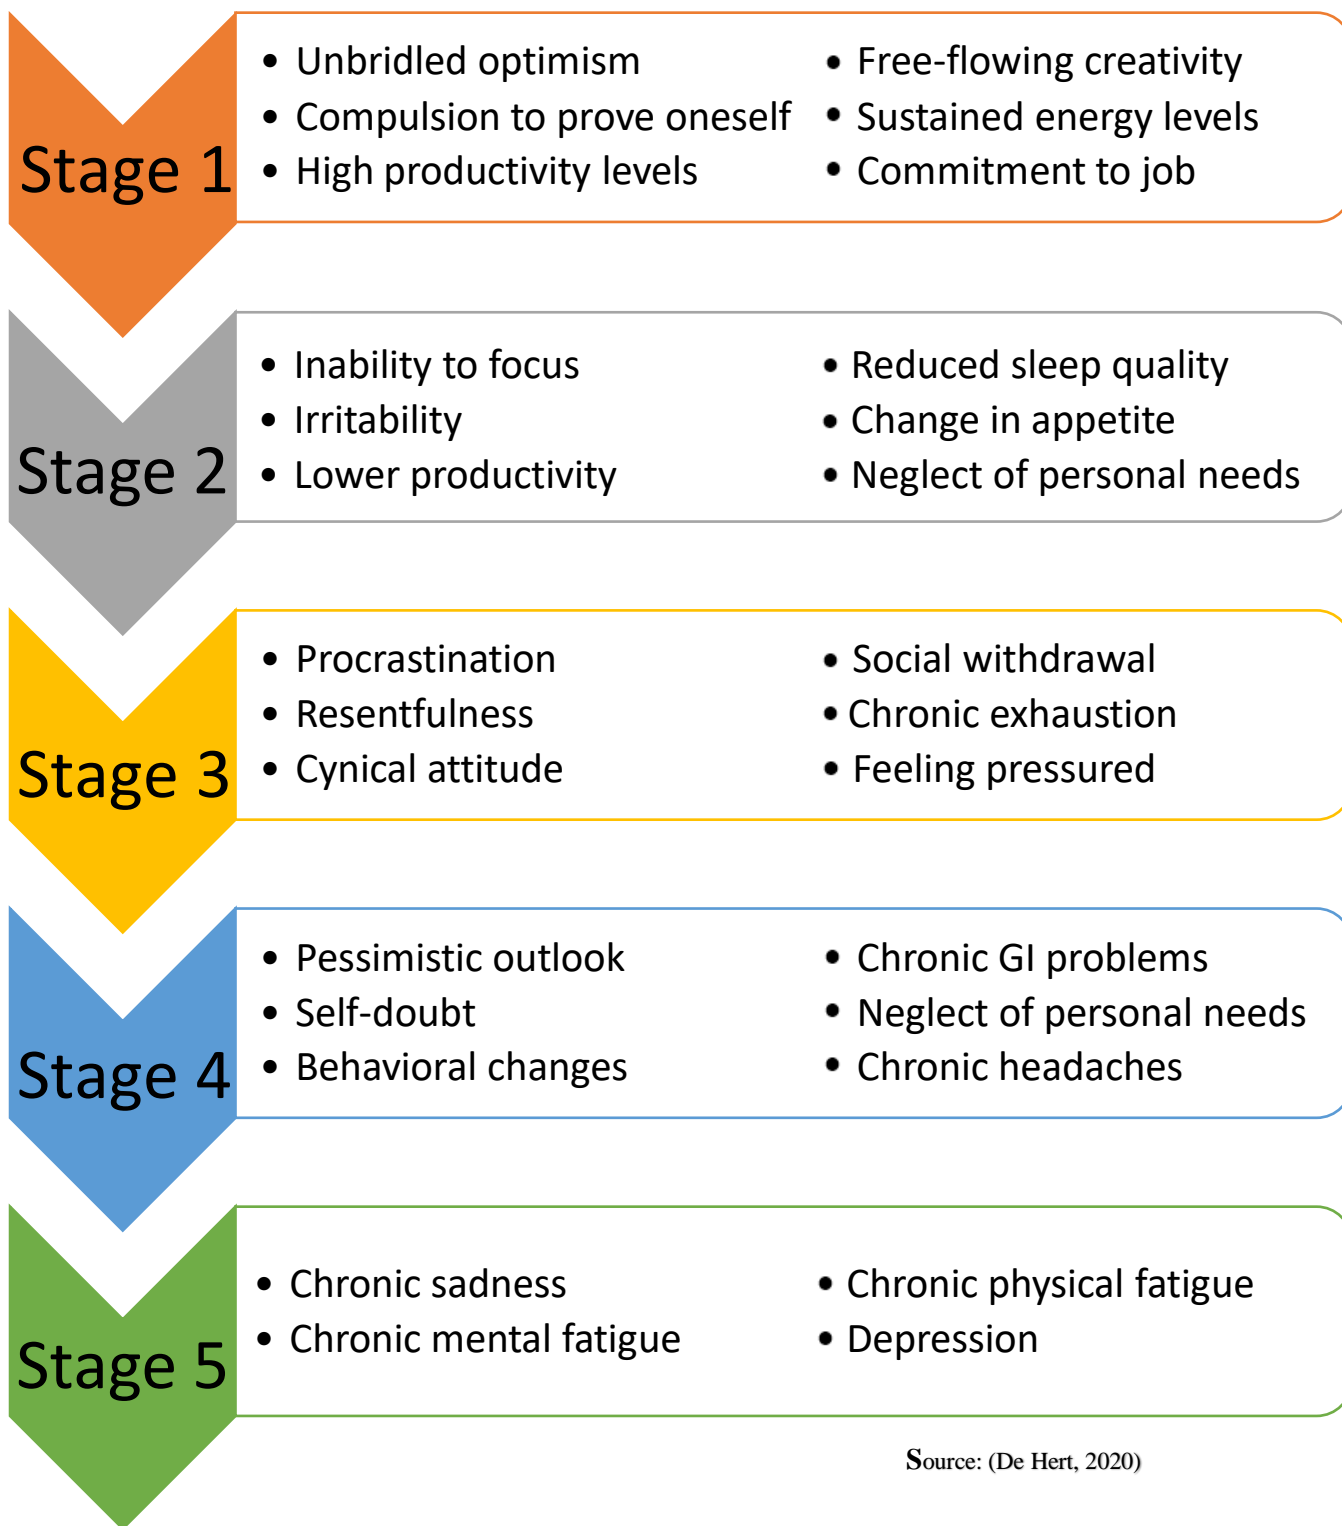 Stage 1
• Unbridled optimism
• Compulsion to prove oneself
• High productivity levels
• Free-flowing creativity
• Sustained energy levels
• Commitment to job
Stage 2
• Inability to focus
• Irritability
• Lower productivity
• Reduced sleep quality
• Change in appetite
• Neglect of personal needs
Stage 3
• Procrastination
• Resentfulness
• Cynical attitude
• Social withdrawal
• Chronic exhaustion
• Feeling pressured
Stage 4
• Pessimistic outlook
• Self-doubt
• Behavioral changes
• Chronic GI problems
• Neglect of personal needs
• Chronic headaches
Stage 5
• Chronic sadness
• Chronic mental fatigue
• Chronic physical fatigue
• Depression
Source: (De Hert, 2020)